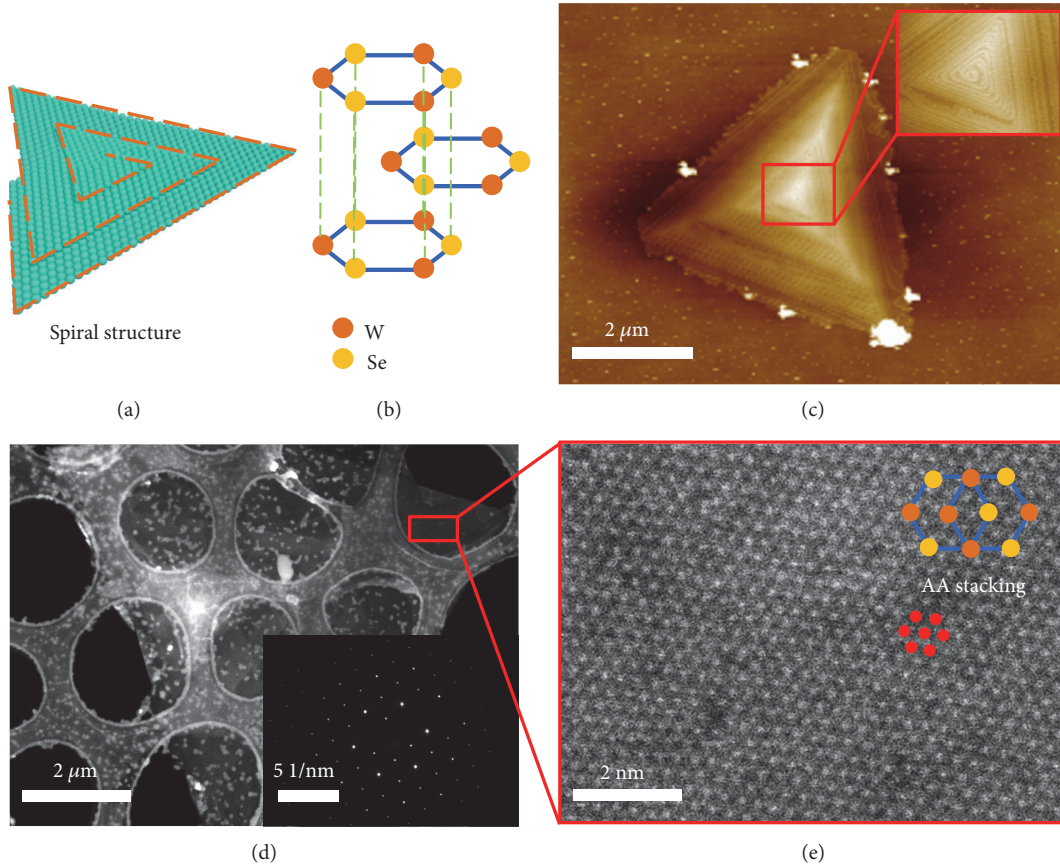 Spiral structure
W
Se
(a)
(b)
2 μm
(c)
2 μm
5 1/nm
(d)
AA stacking
2 nm
(e)